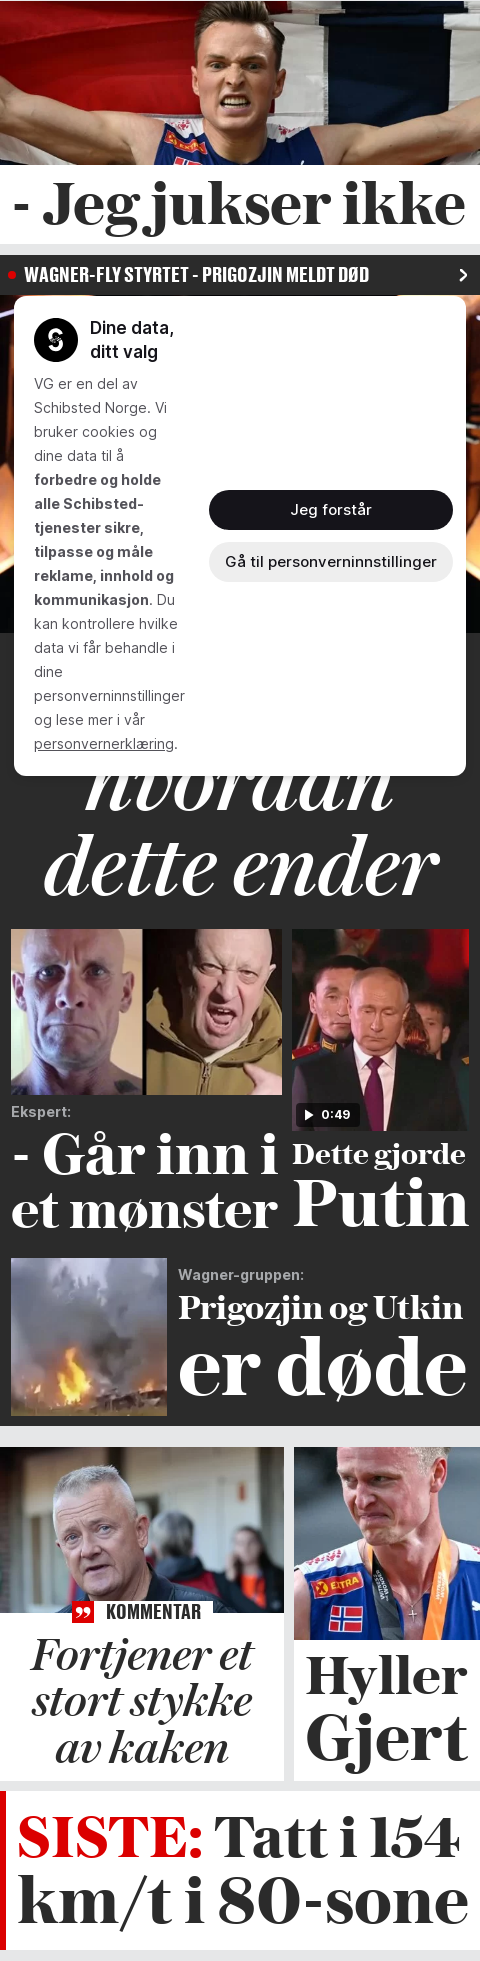 - Jeg jukser ikke
WAGNER-FLY STYRTET - PRIGOZJIN MELDT DØD
Dine data,
ditt valg
VG er en del av
Schibsted Norge. Vi
bruker cookies og
dine data til å
forbedre og holde
alle Schibsted-
tjenester sikre,
tilpasse og måle
reklame, innhold og
kommunikasjon. Du
kan kontrollere hvilke
data vi får behandle i
dine
personverninnstillinger
og lese mer i vår
personvernerklæring.
Jeg forstår
Gå til personverninnstillinger
hvordan
dette ender
0:49
Ekspert:
- Går inn i
et mønster
Dette gjorde
Putin
Wagner-gruppen:
Prigozjin og Utkin
er døde
KOMMENTAR
Fortjener et
stort stykke
av kaken
EXTRA
Hyller
Gjert
SISTE: Tatt i 154
km/t i 80-sone